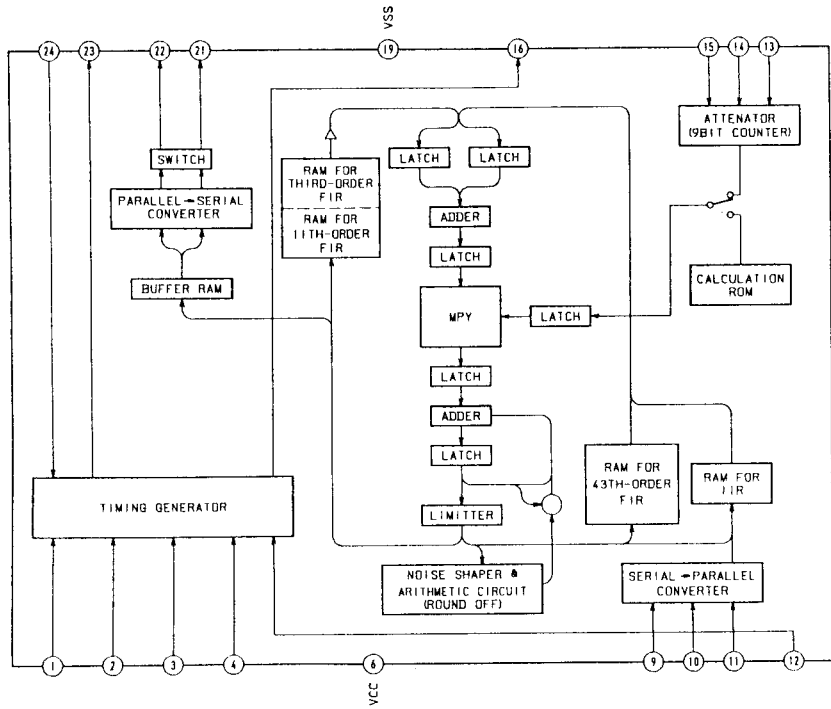 VSS
24
23
22
21
19
16
15
14
13
ATTENATOR
(9BIT COUNTER)
SWITCH
LATCH
LATCH
RAM FOR
THIRD-ORDER
FIR
PARALLEL→SERIAL
CONVERTER
ADDER
RAM FOR
11TH-ORDER
FIR
LATCH
CALCULATION
ROM
BUFFER RAM
MPY
LATCH
LATCH
ADDER
LATCH
RAM FOR
43TH-ORDER
FIR
RAM FOR
IIR
TIMING GENERATOR
LIMITTER
NOISE SHAPER &
ARITHMETIC CIRCUIT
(ROUND OFF)
SERIAL→PARALLEL
CONVERTER
1
2
3
4
6
9
10
11
12
VCC